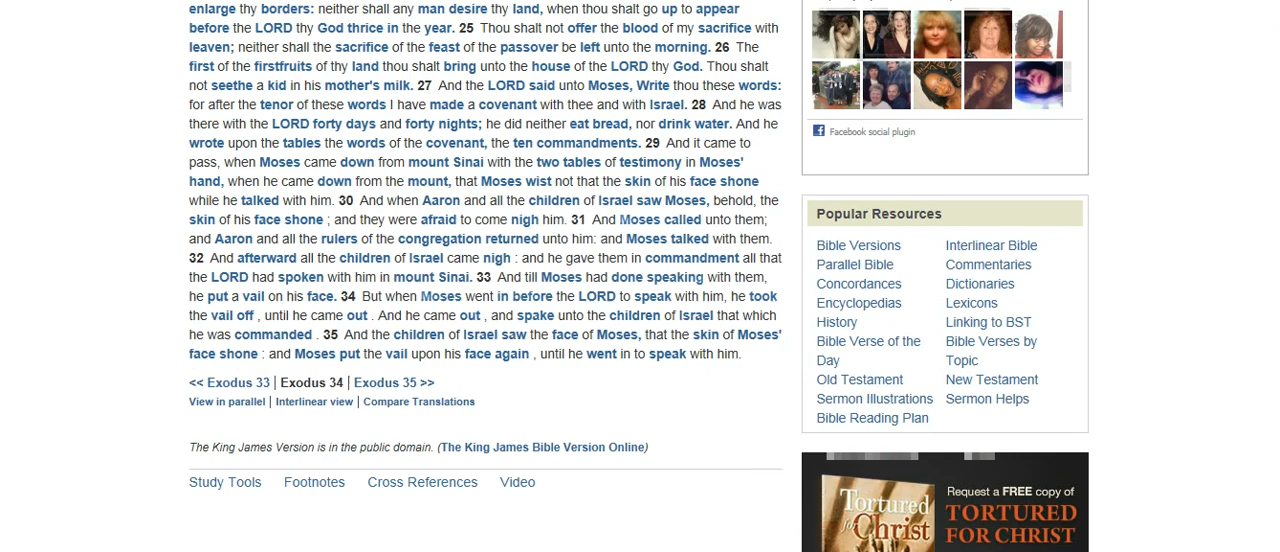 enlarge thy borders: neither shall any man desire thy land, when thou shalt go up to appear
before the LORD thy God thrice in the year. 25 Thou shalt not offer the blood of my sacrifice with
leaven; neither shall the sacrifice of the feast of the passover be left unto the morning. 26 The
first of the firstfruits of thy land thou shalt bring unto the house of the LORD thy God. Thou shalt
not seethe a kid in his mother's milk. 27 And the LORD said unto Moses, Write thou these words:
for after the tenor of these words I have made a covenant with thee and with Israel. 28 And he was
there with the LORD forty days and forty nights; he did neither eat bread, nor drink water. And he
wrote upon the tables the words of the covenant, the ten commandments. 29 And it came to
pass, when Moses came down from mount Sinai with the two tables of testimony in Moses'
hand, when he came down from the mount, that Moses wist not that the skin of his face shone
while he talked with him. 30 And when Aaron and all the children of Israel saw Moses, behold, the
skin of his face shone ; and they were afraid to come nigh him. 31 And Moses called unto them;
and Aaron and all the rulers of the congregation returned unto him: and Moses talked with them.
32 And afterward all the children of Israel came nigh : and he gave them in commandment all that
the LORD had spoken with him in mount Sinai. 33 And till Moses had done speaking with them,
he put a vail on his face. 34 But when Moses went in before the LORD to speak with him, he took
the vail off , until he came out . And he came out , and spake unto the children of Israel that which
he was commanded . 35 And the children of Israel saw the face of Moses, that the skin of Moses'
face shone : and Moses put the vail upon his face again , until he went in to speak with him.
<< Exodus 33 | Exodus 34 | Exodus 35 >>
View in parallel | Interlinear view | Compare Translations
The King James Version is in the public domain. (The King James Bible Version Online)
Study Tools Footnotes Cross References Video
Facebook social plugin
Popular Resources
Bible Versions Interlinear Bible
Parallel Bible Commentaries
Concordances Dictionaries
Encyclopedias Lexicons
History Linking to BST
Bible Verse of the Bible Verses by
Day Topic
Old Testament New Testament
Sermon Illustrations Sermon Helps
Bible Reading Plan
Tortured
for Christ
Request a FREE copy of
TORTURED
FOR CHRIST